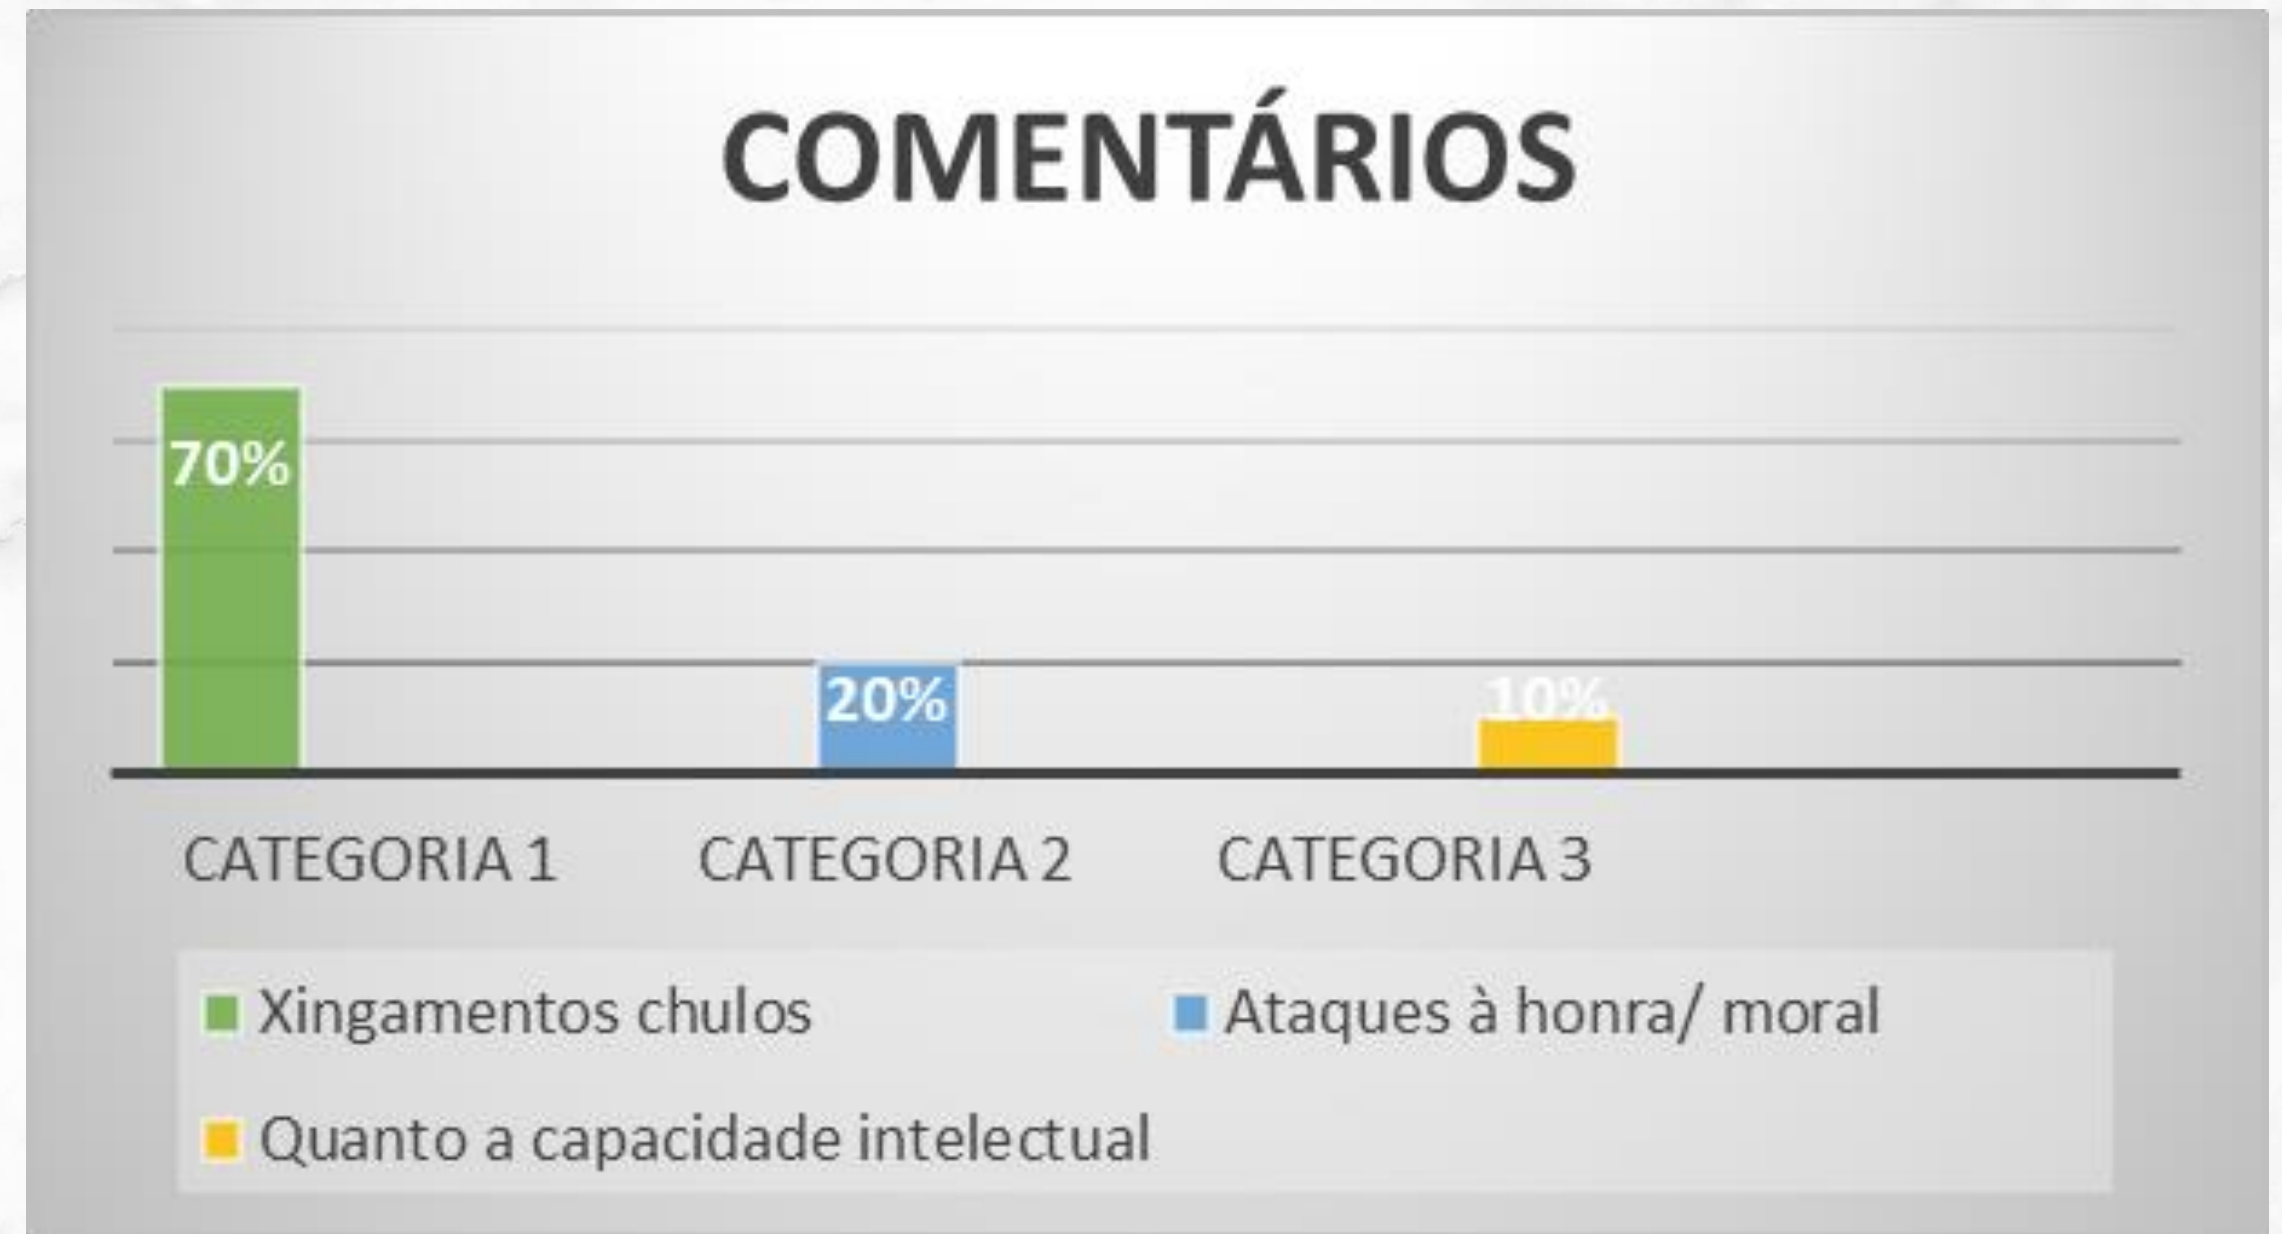 COMENTÁRIOS
70%
20%
10%
CATEGORIA 1
CATEGORIA 2
CATEGORIA 3
Xingamentos chulos
Ataques à honra/ moral
Quanto a capacidade intelectual